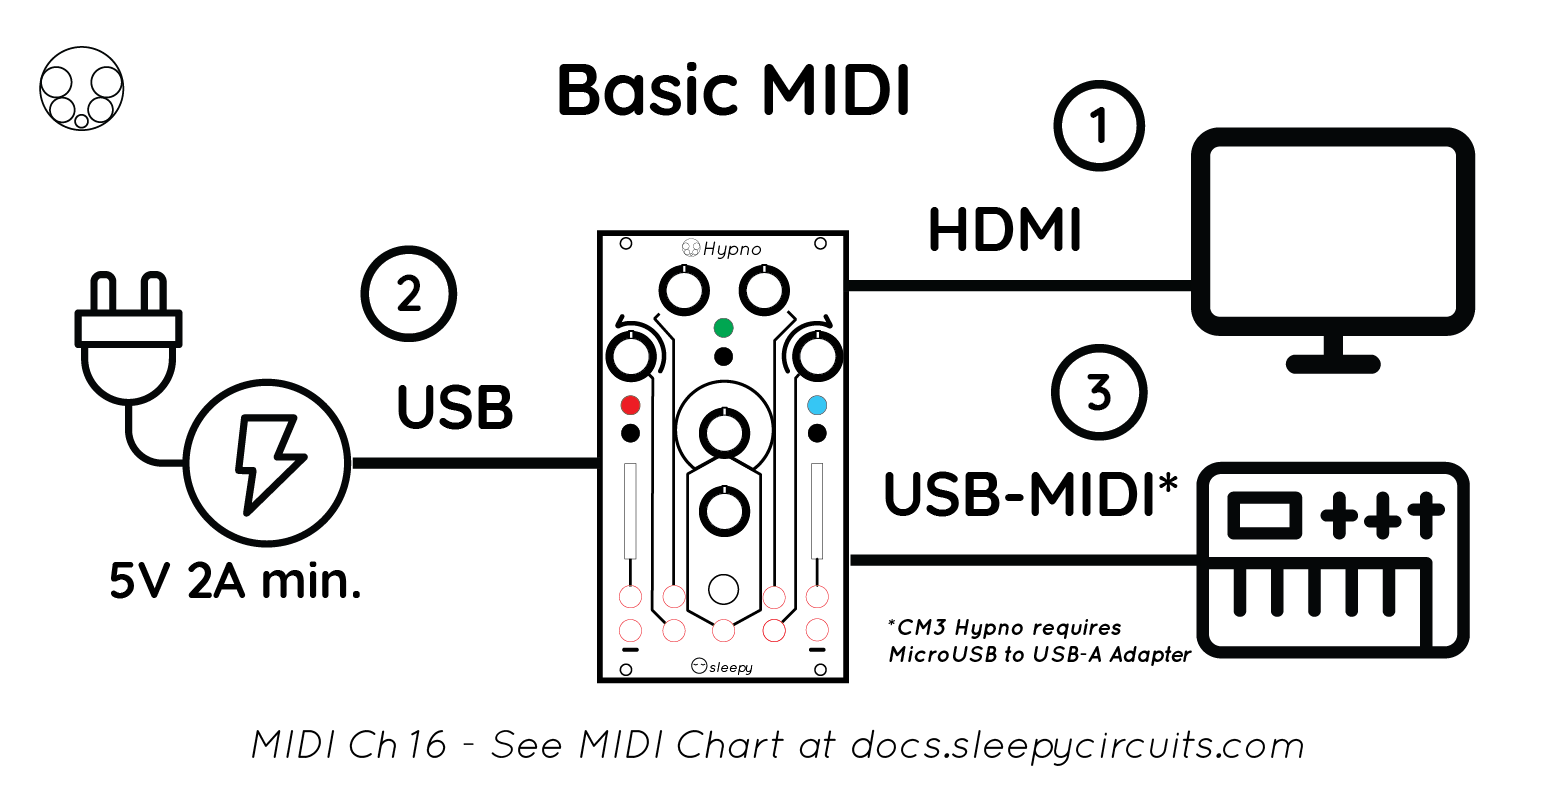 Basic MIDI
1
HDMI
2
USB
5V 2A min.
Hypno
sleepy
3
USB-MIDI*
*CM3 Hypno requires
MicroUSB to USB-A Adapter
MIDI Ch 16 - See MIDI Chart at docs.sleepycircuits.com